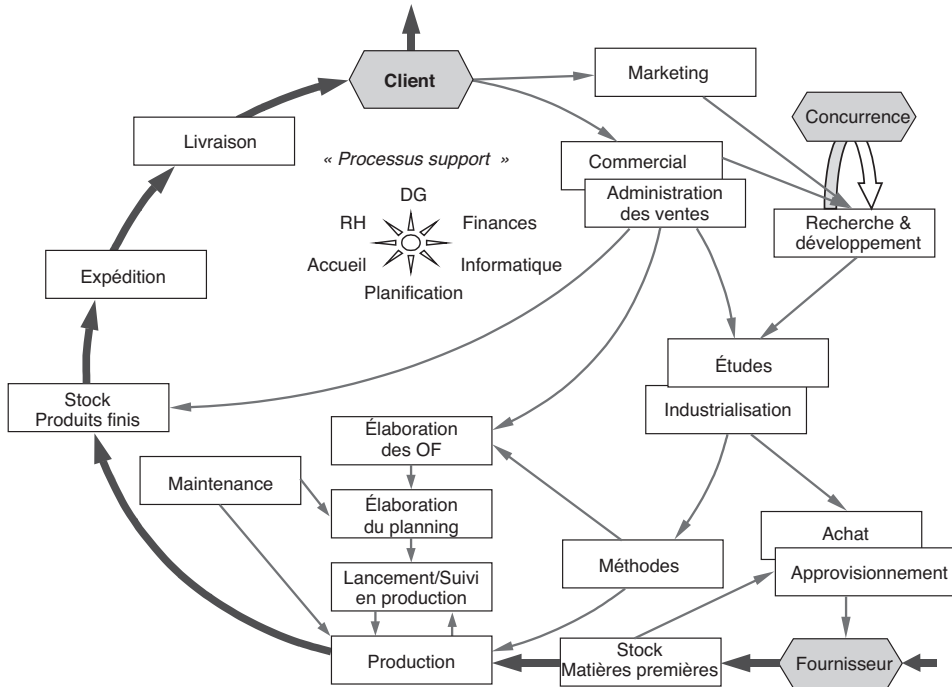 Client
Marketing
Concurrence
Livraison
« Processus support »
Commercial
Administration
des ventes
DG
RH
Finances
Recherche &
développement
Accueil
Informatique
Expédition
Planification
Études
Stock
Produits finis
Industrialisation
Élaboration
des OF
Maintenance
Élaboration
du planning
Achat
Méthodes
Approvisionnement
Lancement/Suivi
en production
Production
Stock
Matières premières
Fournisseur